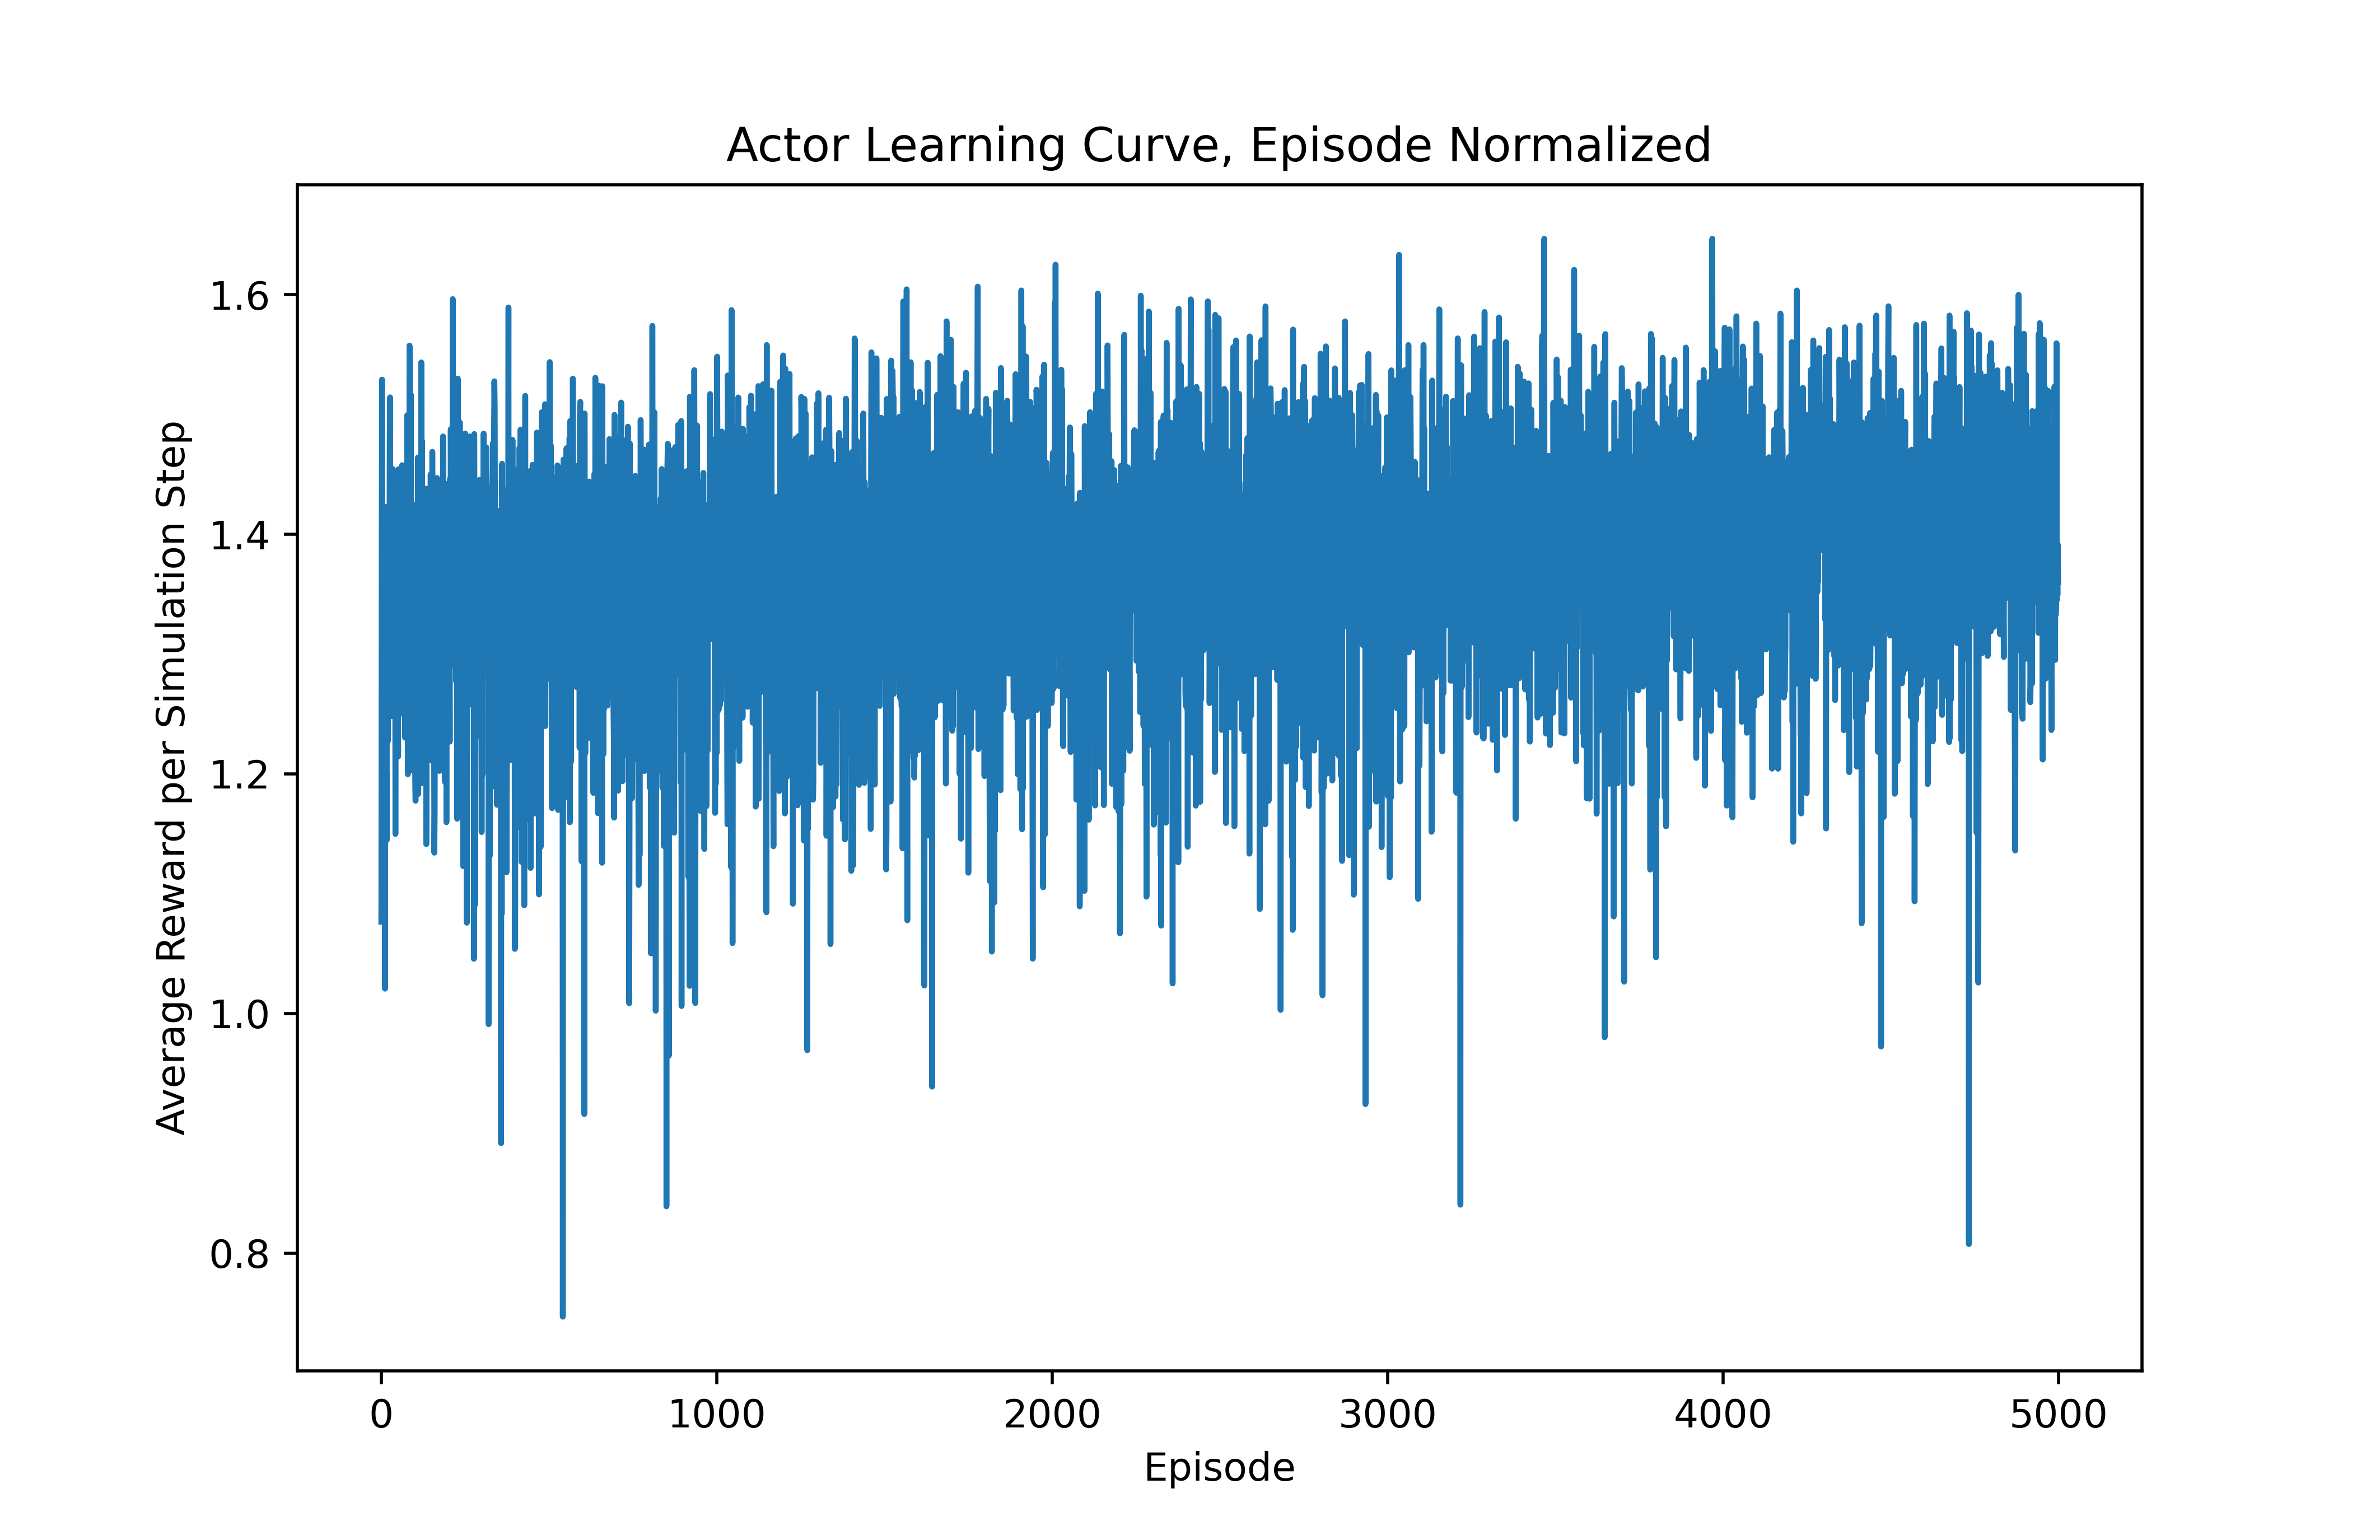 Actor Learning Curve, Episode Normalized
Average Reward per Simulation Step
1.6
1.4
1.2
1.0
0.8
0 1000 2000 3000 4000 5000
Episode